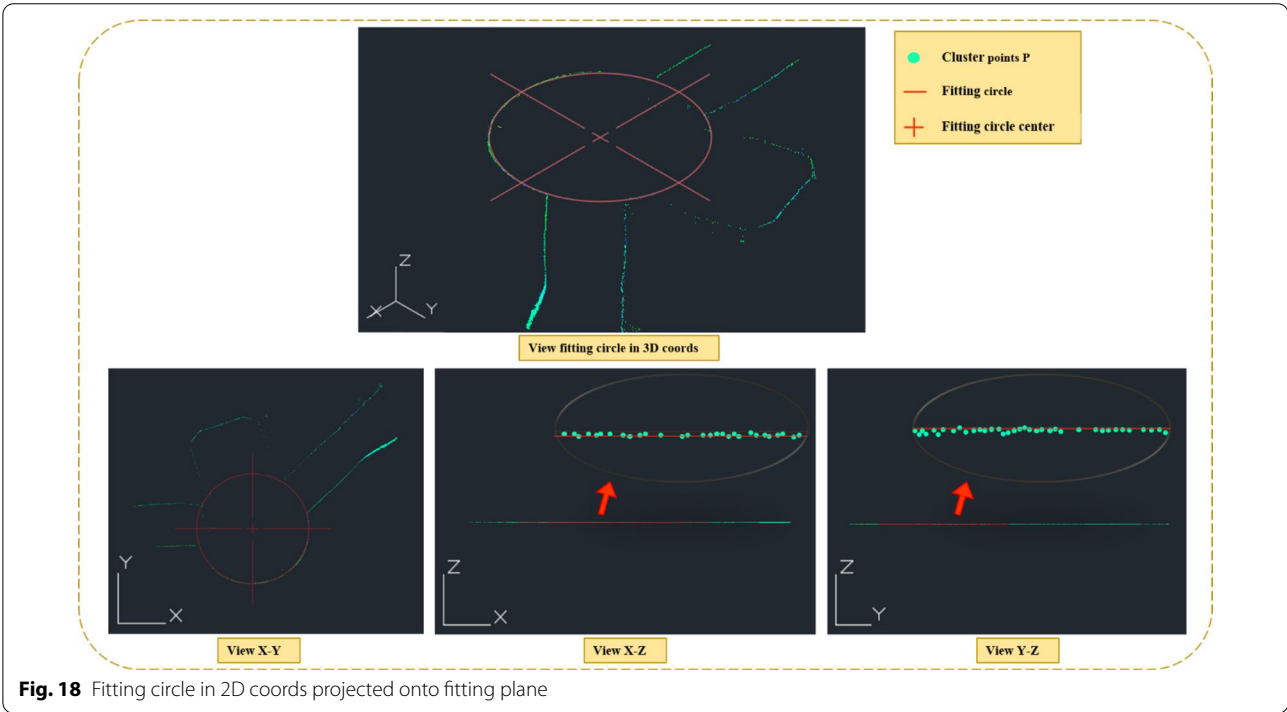 Cluster points P
Fitting circle
Fitting circle center
Z
X
Y
View fitting circle in 3D coords
Y
X
Z
X
Z
Y
View X-Y
View X-Z
View Y-Z
Fig. 18 Fitting circle in 2D coords projected onto fitting plane